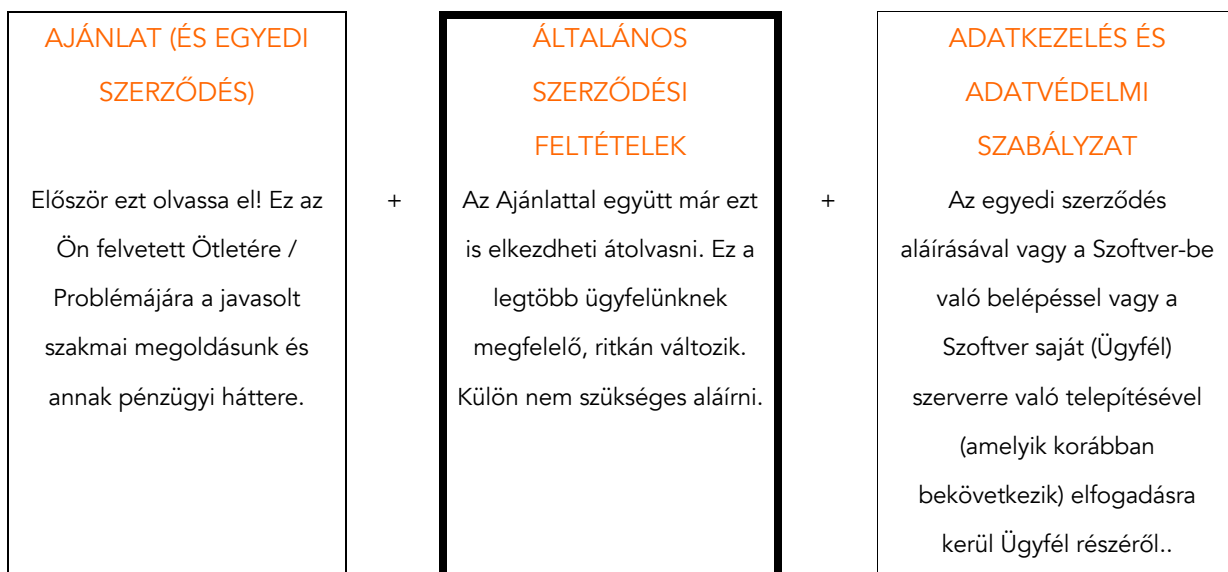 AJÁNLAT (ÉS EGYEDI
SZERZŐDÉS)
Először ezt olvassa el! Ez az
Ön felvetett Ötletére /
Problémájára a javasolt
szakmai megoldásunk és
annak pénzügyi háttere.
+
ÁLTALÁNOS
SZERZŐDÉSI
FELTÉTELEK
Az Ajánlattal együtt már ezt
is elkezdheti átolvasni. Ez a
legtöbb ügyfelünknek
megfelelő, ritkán változik.
Külön nem szükséges aláírni.
+
ADATKEZELÉS ÉS
ADATVÉDELMI
SZABÁLYZAT
Az egyedi szerződés
aláírásával vagy a Szoftver-be
való belépéssel vagy a
Szoftver saját (Ügyfél)
szerverre való telepítésével
(amelyik korábban
bekövetkezik) elfogadásra
kerül Ügyfél részéről..